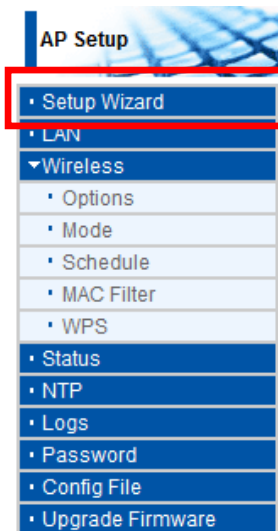 AP Setup
• Setup Wizard
• LAN
▼Wireless
• Options
• Mode
• Schedule
• MAC Filter
• WPS
• Status
• NTP
• Logs
• Password
• Config File
• Upgrade Firmware